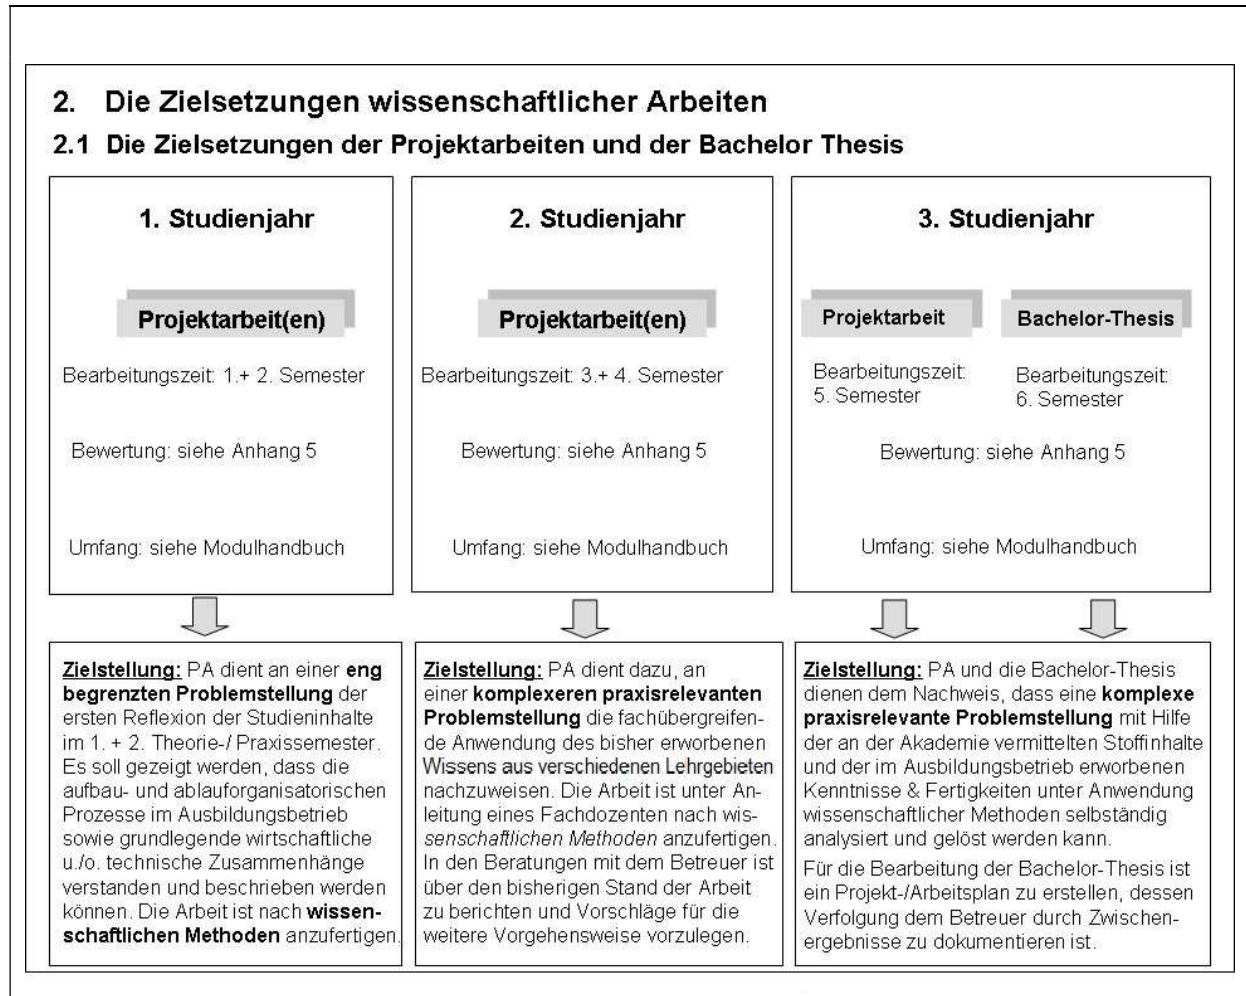 2. Die Zielsetzungen wissenschaftlicher Arbeiten
2.1 Die Zielsetzungen der Projektarbeiten und der Bachelor Thesis
1. Studienjahr
Projektarbeit(en)
Bearbeitungszeit: 1.+ 2. Semester
Bewertung: siehe Anhang 5
Umfang: siehe Modulhandbuch
2. Studienjahr
Projektarbeit(en)
Bearbeitungszeit: 3.+ 4. Semester
Bewertung: siehe Anhang 5
Umfang: siehe Modulhandbuch
3. Studienjahr
Projektarbeit
Bearbeitungszeit:
5. Semester
Bachelor-Thesis
Bearbeitungszeit:
6. Semester
Bewertung: siehe Anhang 5
Umfang: siehe Modulhandbuch
Zielstellung: PA dient an einer eng
begrenzten Problemstellung der
ersten Reflexion der Studieninhalte
im 1. + 2. Theorie-/ Praxissemester.
Es soll gezeigt werden, dass die
aufbau- und ablauforganisatorischen
Prozesse im Ausbildungsbetrieb
sowie grundlegende wirtschaftliche
u./o. technische Zusammenhänge
verstanden und beschrieben werden
können. Die Arbeit ist nach wissen-
schaftlichen Methoden anzufertigen.
Zielstellung: PA dient dazu, an
einer komplexeren praxisrelevanten
Problemstellung die fachübergreifen-
de Anwendung des bisher erworbenen
Wissens aus verschiedenen Lehrgebieten
nachzuweisen. Die Arbeit ist unter An-
leitung eines Fachdozenten nach wis-
senschaftlichen Methoden anzufertigen.
In den Beratungen mit dem Betreuer ist
über den bisherigen Stand der Arbeit
zu berichten und Vorschläge für die
weitere Vorgehensweise vorzulegen.
Zielstellung: PA und die Bachelor-Thesis
dienen dem Nachweis, dass eine komplexe
praxisrelevante Problemstellung mit Hilfe
der an der Akademie vermittelten Stoffinhalte
und der im Ausbildungsbetrieb erworbenen
Kenntnisse & Fertigkeiten unter Anwendung
wissenschaftlicher Methoden selbständig
analysiert und gelöst werden kann.
Für die Bearbeitung der Bachelor-Thesis ist
ein Projekt-/Arbeitsplan zu erstellen, dessen
Verfolgung dem Betreuer durch Zwischen-
ergebnisse zu dokumentieren ist.